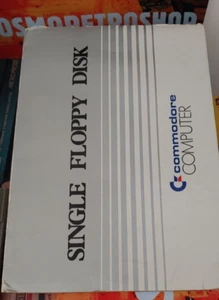 OSMORETROSHOP
SINGLE FLOPPY DISK
commodore
COMPUTER